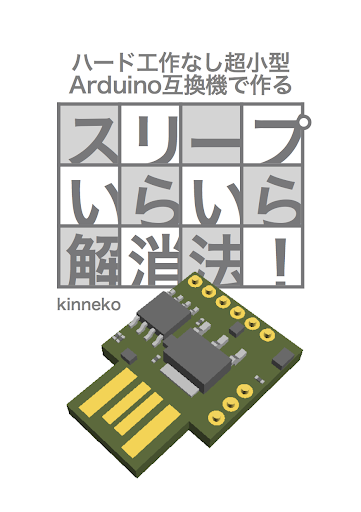 ハード工作なし超小型
Arduino互換機で作る
スリープ
いらいら
解消法！
kinneko